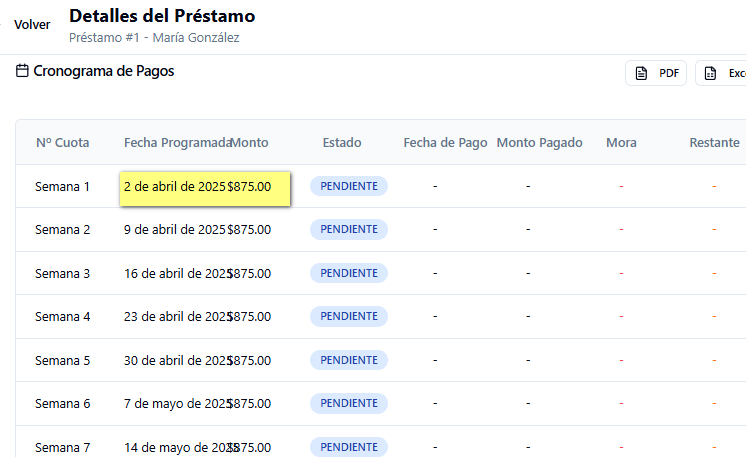 Volver
Detalles del Préstamo
Préstamo #1 - María González
Cronograma de Pagos
PDF
Exc
Nº Cuota Fecha Programada Monto Estado Fecha de Pago Monto Pagado Mora Restante
Semana 1 2 de abril de 2025 $875.00 PENDIENTE - - - -
Semana 2 9 de abril de 2025 $875.00 PENDIENTE - - - -
Semana 3 16 de abril de 2025 $875.00 PENDIENTE - - - -
Semana 4 23 de abril de 2025 $875.00 PENDIENTE - - - -
Semana 5 30 de abril de 2025 $875.00 PENDIENTE - - - -
Semana 6 7 de mayo de 2025 $875.00 PENDIENTE - - - -
Semana 7 14 de mayo de 2025 $875.00 PENDIENTE - - - -